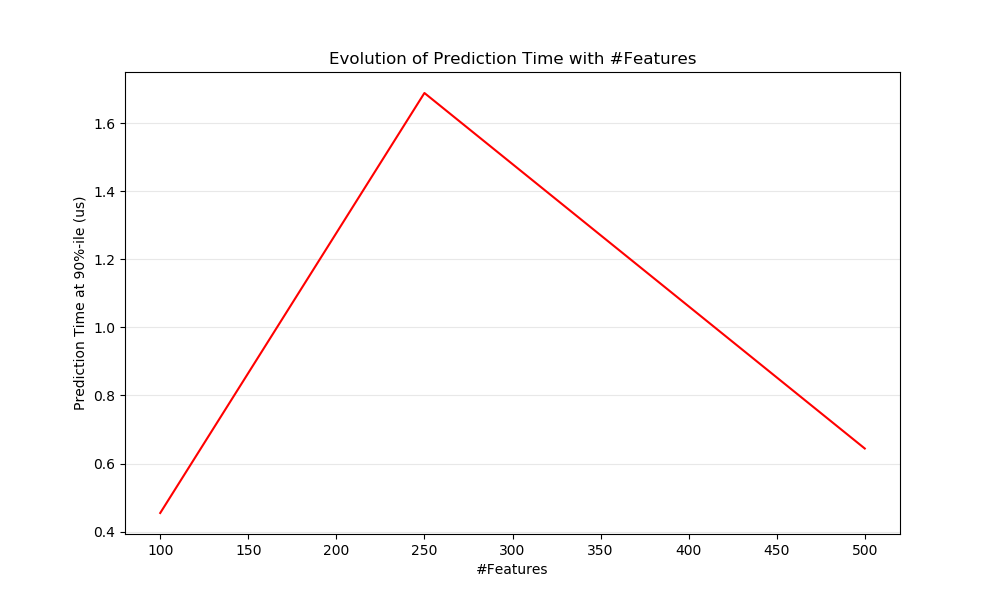 Evolution of Prediction Time with #Features
Prediction Time at 90%-ile (us)
1.6
1.4
1.2
1.0
0.8
0.6
0.4
100 150 200 250 300 350 400 450 500
#Features